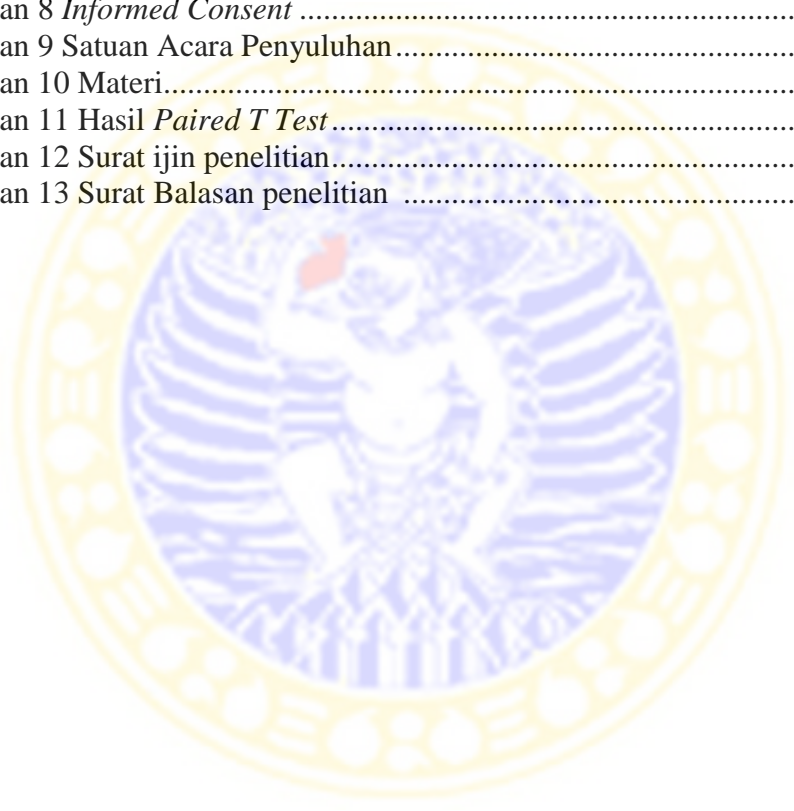 an 8 Informed Consent ........................................................
an 9 Satuan Acara Penyuluhan..................................................
an 10 Materi..................................................................................
an 11 Hasil Paired T Test...........................................................
an 12 Surat ijin penelitian...........................................................
an 13 Surat Balasan penelitian .................................................